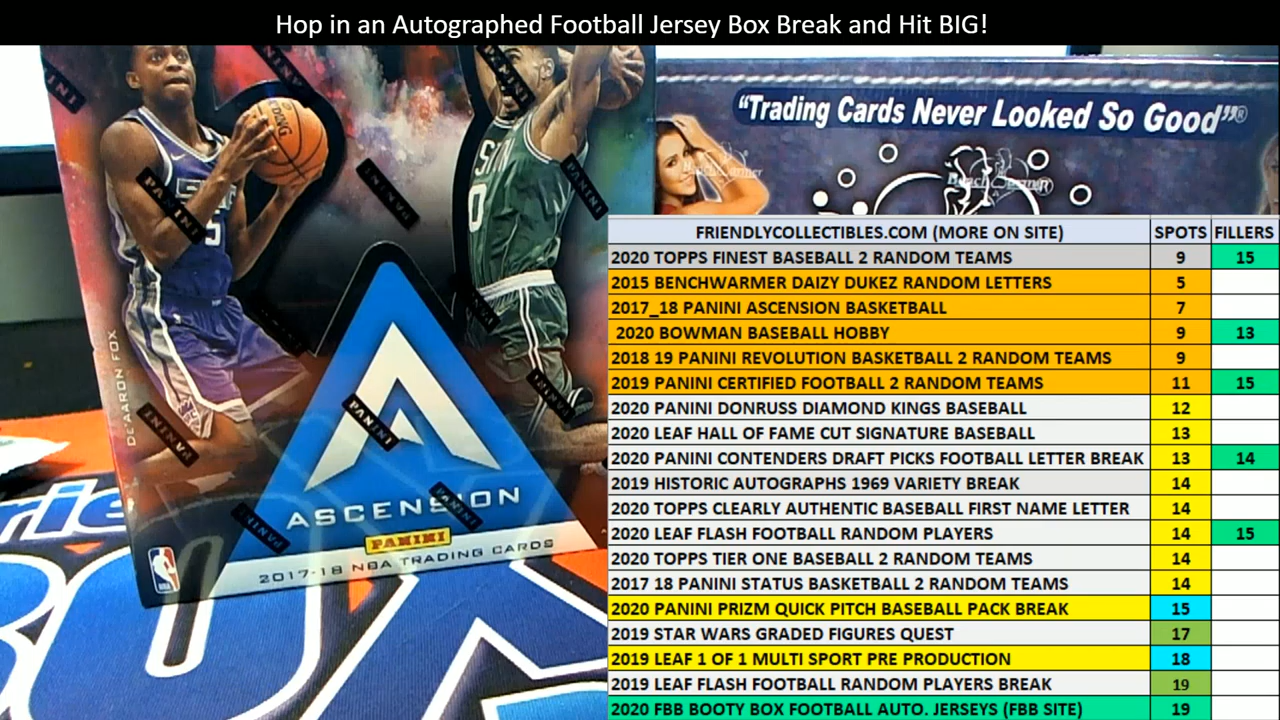 Hop in an Autographed Football Jersey Box Break and Hit BIG!
"Trading Cards Never Looked So Good"®
BenchWarmer
FRIENDLYCOLLECTIBLES.COM (MORE ON SITE) SPOTS FILLERS
2020 TOPPS FINEST BASEBALL 2 RANDOM TEAMS 9 15
2015 BENCHWARMER DAIZY DUKEZ RANDOM LETTERS 5
2017_18 PANINI ASCENSION BASKETBALL 7
2020 BOWMAN BASEBALL HOBBY 9 13
2018 19 PANINI REVOLUTION BASKETBALL 2 RANDOM TEAMS 9
2019 PANINI CERTIFIED FOOTBALL 2 RANDOM TEAMS 11 15
2020 PANINI DONRUSS DIAMOND KINGS BASEBALL 12
2020 LEAF HALL OF FAME CUT SIGNATURE BASEBALL 13
2020 PANINI CONTENDERS DRAFT PICKS FOOTBALL LETTER BREAK 13 14
2019 HISTORIC AUTOGRAPHS 1969 VARIETY BREAK 14
2020 TOPPS CLEARLY AUTHENTIC BASEBALL FIRST NAME LETTER 14
2020 LEAF FLASH FOOTBALL RANDOM PLAYERS 14 15
2020 TOPPS TIER ONE BASEBALL 2 RANDOM TEAMS 14
2017 18 PANINI STATUS BASKETBALL 2 RANDOM TEAMS 14
2020 PANINI PRIZM QUICK PITCH BASEBALL PACK BREAK 15
2019 STAR WARS GRADED FIGURES QUEST 17
2019 LEAF 1 OF 1 MULTI SPORT PRE PRODUCTION 18
2019 LEAF FLASH FOOTBALL RANDOM PLAYERS BREAK 19
2020 FBB BOOTY BOX FOOTBALL AUTO. JERSEYS (FBB SITE) 19
DE'AARON FOX
PANINI
PANINI
PANINI
PANINI
PANINI
PANINI
PANINI
PANINI
ASCENSION
PANINI
2017-18 NBA TRADING CARDS